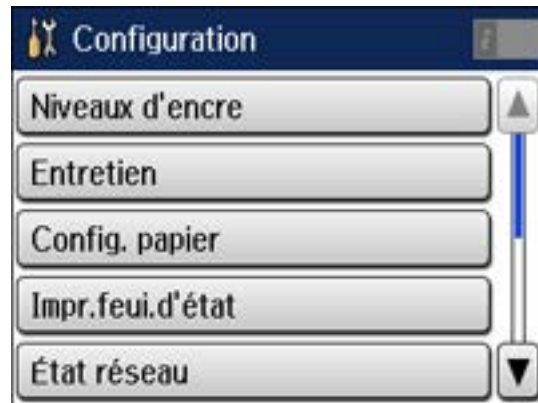 Configuration
Niveaux d'encre
Entretien
Config. papier
Impr.feui.d'état
État réseau